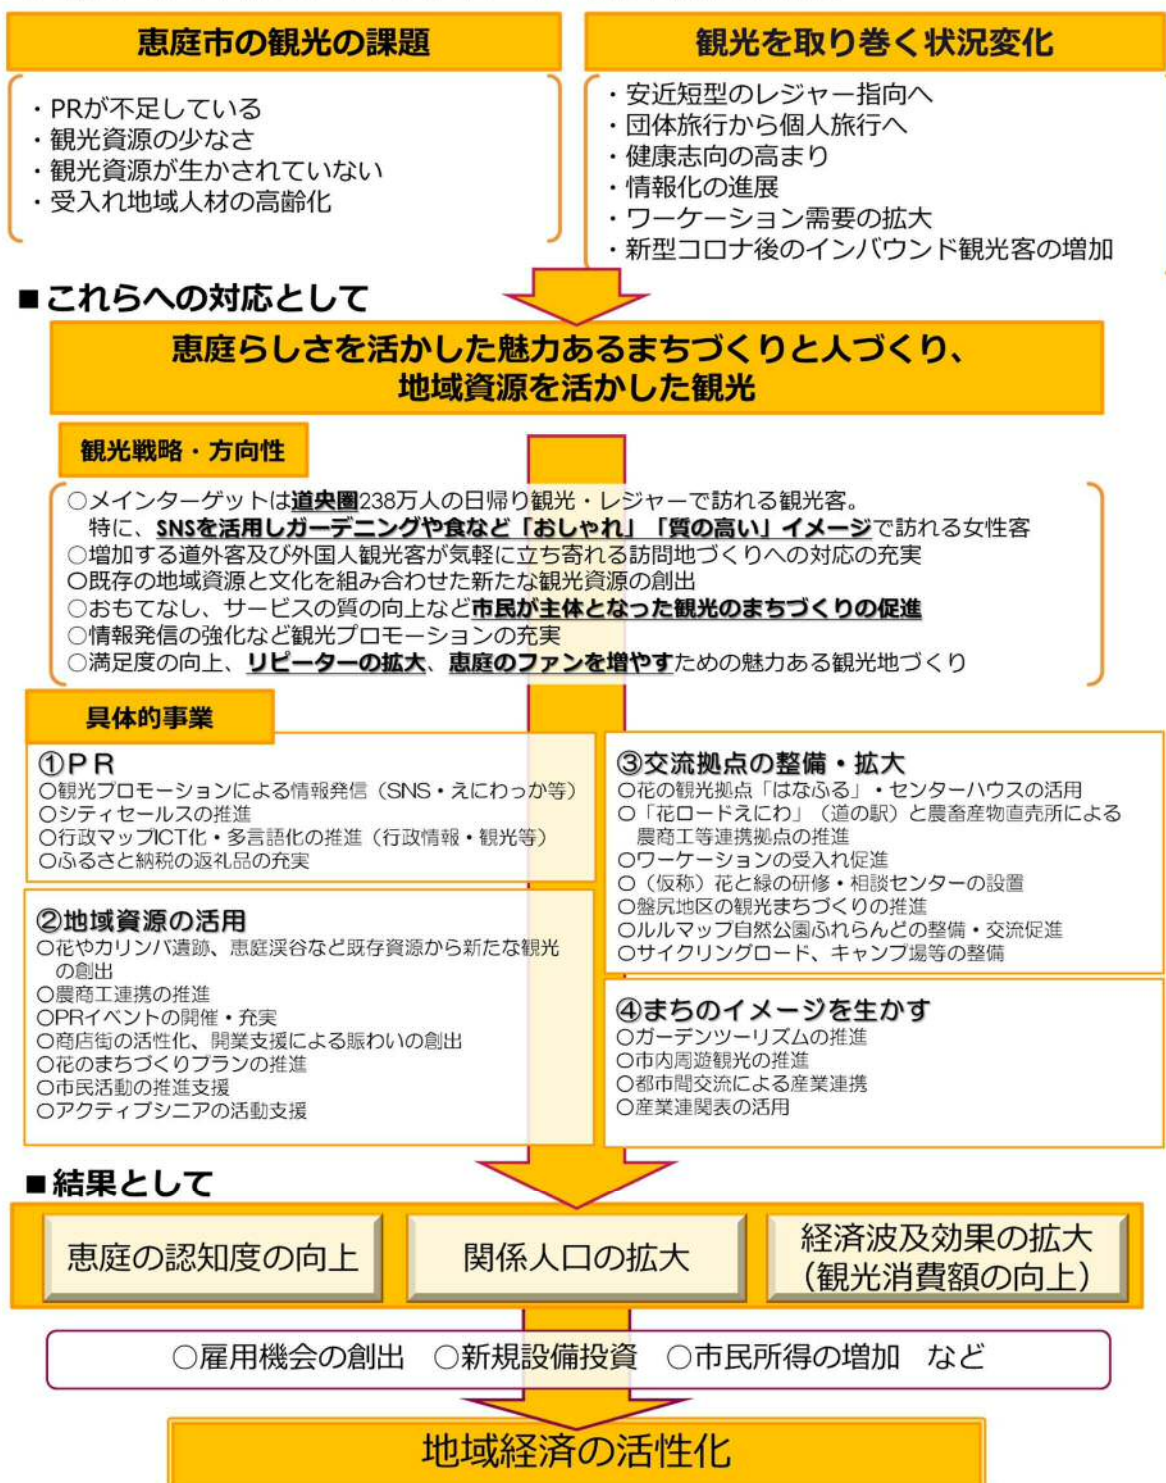 恵庭市の観光の課題
・PRが不足している
・観光資源の少なさ
・観光資源が生かされていない
・受入れ地域人材の高齢化
観光を取り巻く状況変化
・安近短型のレジャー指向へ
・団体旅行から個人旅行へ
・健康志向の高まり
・情報化の進展
・ワーケーション需要の拡大
・新型コロナ後のインバウンド観光客の増加
■これらへの対応として
恵庭らしさを活かした魅力あるまちづくりと人づくり、
地域資源を活かした観光
観光戦略・方向性
○メインターゲットは道央圏238万人の日帰り観光・レジャーで訪れる観光客。
特に、SNSを活用しガーデニングや食など「おしゃれ」「質の高い」イメージで訪れる女性客
○増加する道外客及び外国人観光客が気軽に立ち寄れる訪問地づくりへの対応の充実
○既存の地域資源と文化を組み合わせた新たな観光資源の創出
○おもてなし、サービスの質の向上など市民が主体となった観光のまちづくりの促進
○情報発信の強化など観光プロモーションの充実
○満足度の向上、リピーターの拡大、恵庭のファンを増やすための魅力ある観光地づくり
具体的事業
①ＰＲ
○観光プロモーションによる情報発信（SNS・えにわっか等）
○シティセールスの推進
○行政マップICT化・多言語化の推進（行政情報・観光等）
○ふるさと納税の返礼品の充実
②地域資源の活用
○花やカリンバ遺跡、恵庭渓谷など既存資源から新たな観光
の創出
○農商工連携の推進
○PRイベントの開催・充実
○商店街の活性化、開業支援による賑わいの創出
○花のまちづくりプランの推進
○市民活動の推進支援
○アクティブシニアの活動支援
③交流拠点の整備・拡大
○花の観光拠点「はなふる」・センターハウスの活用
○「花ロードえにわ」（道の駅）と農畜産物直売所による
農商工等連携拠点の推進
○ワーケーションの受入れ促進
○（仮称）花と緑の研修・相談センターの設置
○盤尻地区の観光まちづくりの推進
○ルルマップ自然公園ふれらんどの整備・交流促進
○サイクリングロード、キャンプ場等の整備
④まちのイメージを生かす
○ガーデンツーリズムの推進
○市内周遊観光の推進
○都市間交流による産業連携
○産業連関表の活用
■結果として
恵庭の認知度の向上
関係人口の拡大
経済波及効果の拡大
（観光消費額の向上）
○雇用機会の創出　○新規設備投資　○市民所得の増加　など
地域経済の活性化